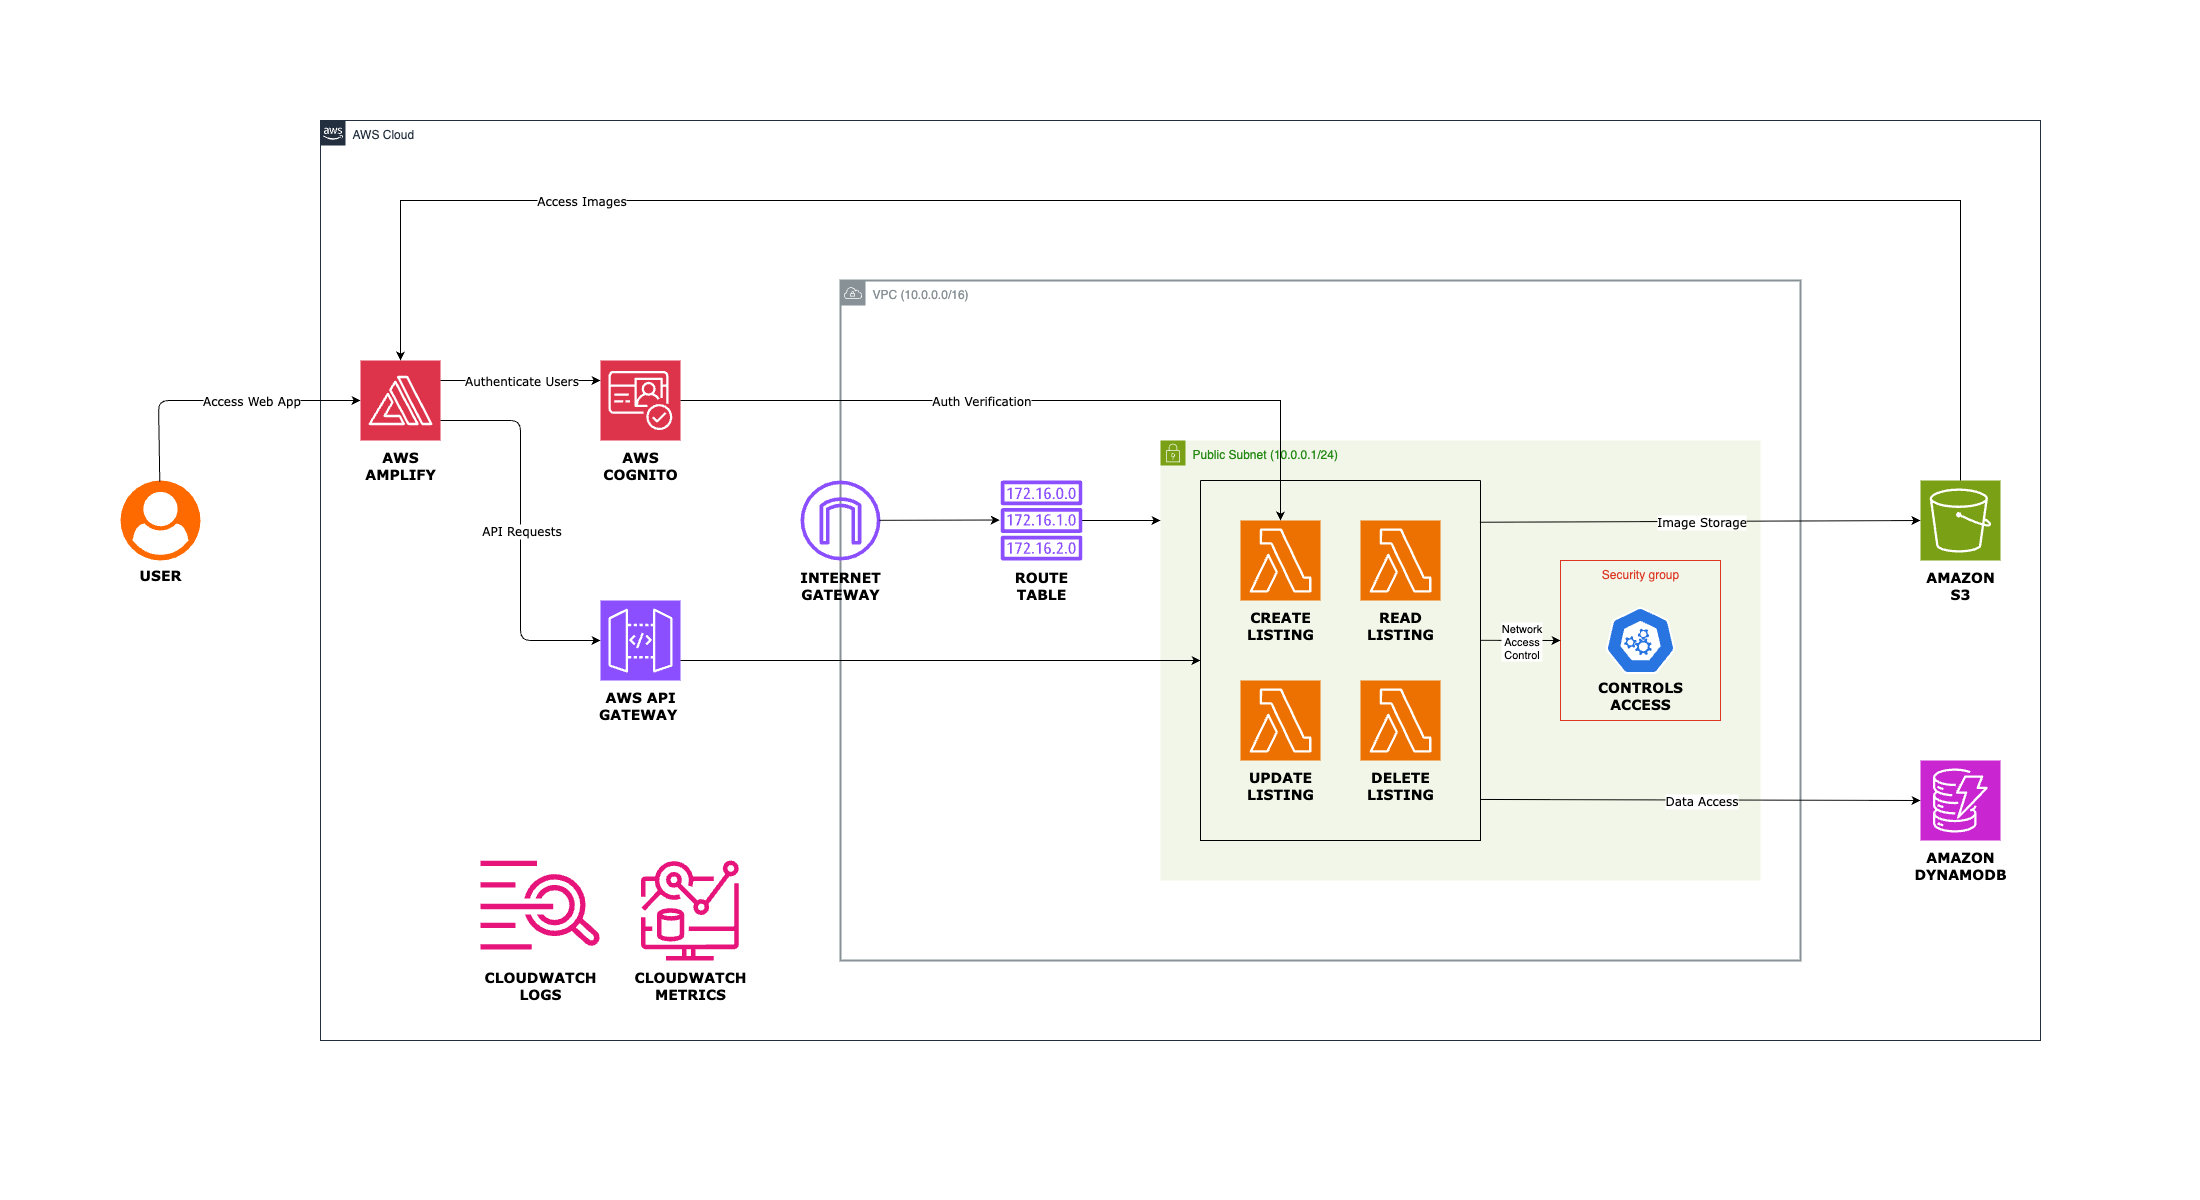 aws
AWS Cloud
Access Images
VPC (10.0.0.0/16)
Access Web App
Authenticate Users
Auth Verification
AWS
AMPLIFY
AWS
COGNITO
Public Subnet (10.0.0.1/24)
USER
API Requests
INTERNET
GATEWAY
172.16.0.0
172.16.1.0
172.16.2.0
ROUTE
TABLE
CREATE
LISTING
READ
LISTING
Image Storage
AMAZON
S3
Security group
Network
Access
Control
CONTROLS
ACCESS
</>
AWS API
GATEWAY
UPDATE
LISTING
DELETE
LISTING
Data Access
AMAZON
DYNAMODB
CLOUDWATCH
LOGS
CLOUDWATCH
METRICS